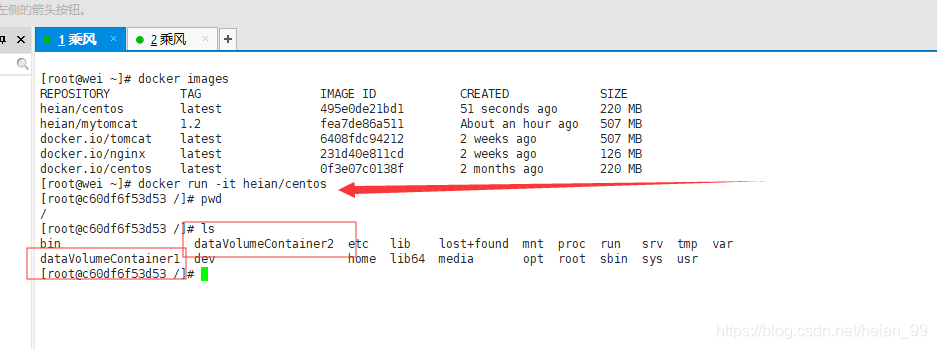 左侧的箭头按钮。
1 乘风 × 2 乘风 × +
[root@wei ~]# docker images
REPOSITORY TAG IMAGE ID CREATED SIZE
heian/centos latest 495e0de21bd1 51 seconds ago 220 MB
heian/mytomcat 1.2 fea7de86a511 About an hour ago 507 MB
docker.io/tomcat latest 6408fdc94212 2 weeks ago 507 MB
docker.io/nginx latest 231d40e811cd 2 weeks ago 126 MB
docker.io/centos latest 0f3e07c0138f 2 months ago 220 MB
[root@wei ~]# docker run -it heian/centos
[root@c60df6f53d53 /]# pwd
/
[root@c60df6f53d53 /]# ls
bin dataVolumeContainer2 etc lib lost+found mnt proc run srv tmp var
dataVolumeContainer1 dev home lib64 media opt root sbin sys usr
[root@c60df6f53d53 /]#
https://blog.csdn.net/heian_99